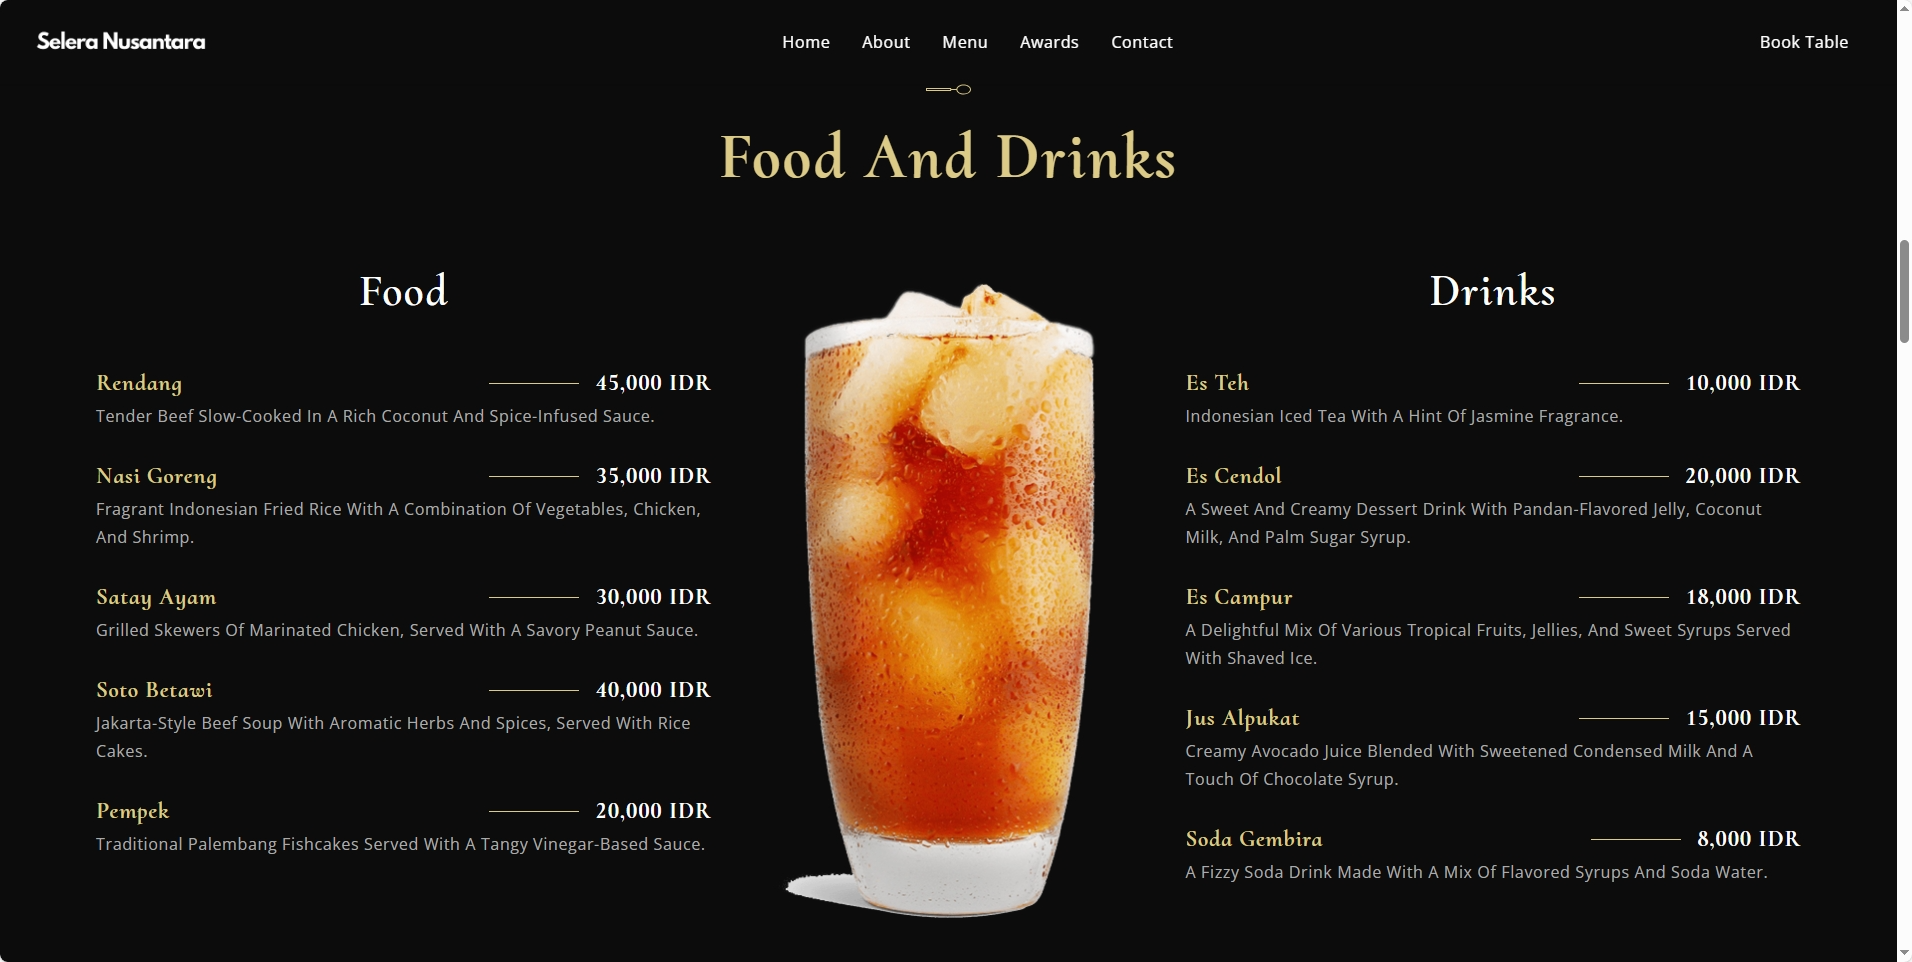 Selera Nusantara
Home About Menu Awards Contact
Book Table
Food And Drinks
Food
Rendang 45,000 IDR
Tender Beef Slow-Cooked In A Rich Coconut And Spice-Infused Sauce.
Nasi Goreng 35,000 IDR
Fragrant Indonesian Fried Rice With A Combination Of Vegetables, Chicken,
And Shrimp.
Satay Ayam 30,000 IDR
Grilled Skewers Of Marinated Chicken, Served With A Savory Peanut Sauce.
Soto Betawi 40,000 IDR
Jakarta-Style Beef Soup With Aromatic Herbs And Spices, Served With Rice
Cakes.
Pempek 20,000 IDR
Traditional Palembang Fishcakes Served With A Tangy Vinegar-Based Sauce.
Drinks
Es Teh 10,000 IDR
Indonesian Iced Tea With A Hint Of Jasmine Fragrance.
Es Cendol 20,000 IDR
A Sweet And Creamy Dessert Drink With Pandan-Flavored Jelly, Coconut
Milk, And Palm Sugar Syrup.
Es Campur 18,000 IDR
A Delightful Mix Of Various Tropical Fruits, Jellies, And Sweet Syrups Served
With Shaved Ice.
Jus Alpukat 15,000 IDR
Creamy Avocado Juice Blended With Sweetened Condensed Milk And A
Touch Of Chocolate Syrup.
Soda Gembira 8,000 IDR
A Fizzy Soda Drink Made With A Mix Of Flavored Syrups And Soda Water.